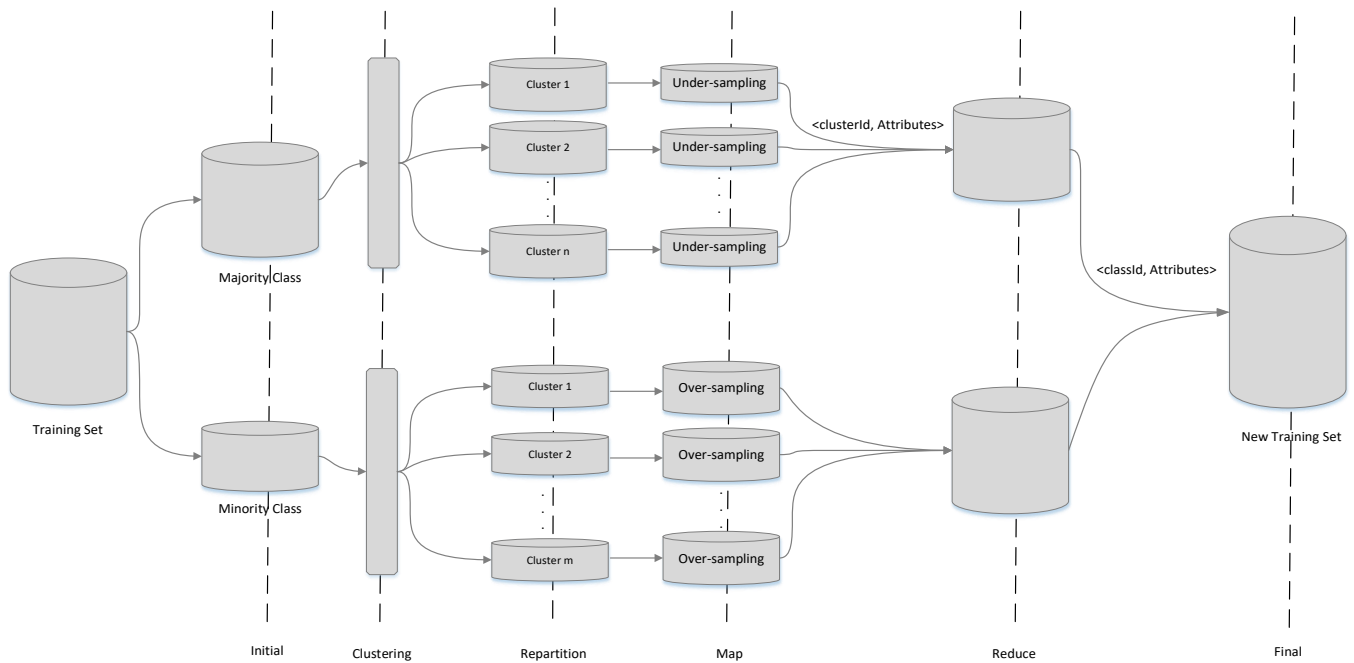 Training Set
Majority Class
Minority Class
Cluster 1
Cluster 2
Cluster n
Under-sampling
Under-sampling
Under-sampling
<clusterId, Attributes>
Cluster 1
Cluster 2
Cluster m
Over-sampling
Over-sampling
Over-sampling
<classId, Attributes>
New Training Set
Initial
Clustering
Repartition
Map
Reduce
Final